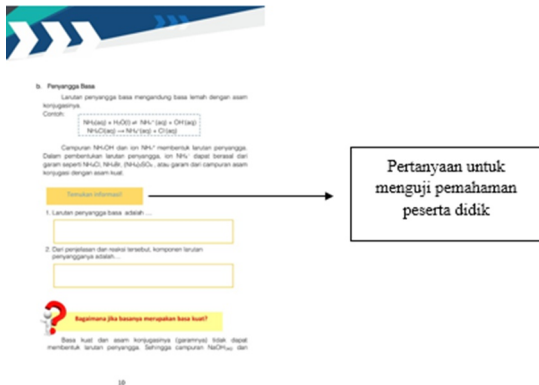 b. Penyangga Basa
Larutan penyangga basa mengandung basa lemah dengan asam
konjugasinya.
Contoh:
NH₃(aq) + H₂O(l) ⇌ NH₄⁺(aq) + OH⁻(aq)
NH₄Cl(aq) → NH₄⁺(aq) + Cl⁻(aq)
Campuran NH₄OH dan ion NH₄⁺ membentuk larutan penyangga.
Dalam pembentukan larutan penyangga, ion NH₄⁺ dapat berasal dari
garam seperti NH₄Cl, NH₄Br, (NH₄)₂SO₄, atau garam dari campuran asam
konjugasi dengan asam kuat.
Temukan informasi!
1. Larutan penyangga basa adalah ....
2. Dari penjelasan dan reaksi tersebut, komponen larutan
penyangganya adalah....
Bagaimana jika basanya merupakan basa kuat?
Basa kuat dan asam konjugasinya (garamnya) tidak dapat
membentuk larutan penyangga. Sehingga campuran NaOH(aq) dan
10
Pertanyaan untuk
menguji pemahaman
peserta didik